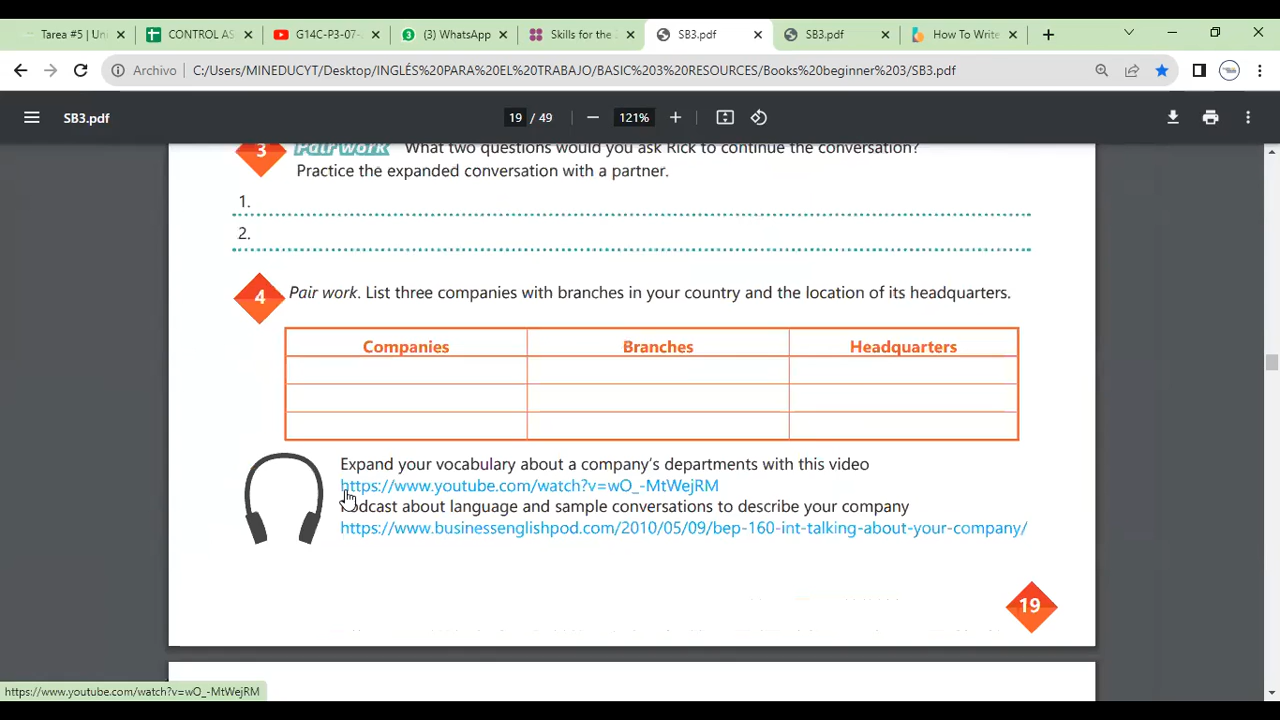 Tarea #5 | Un
CONTROL AS
G14C-P3-07-
(3) WhatsApp
Skills for the 2
SB3.pdf
SB3.pdf
How To Write
Archivo
C:/Users/MINEDUCYT/Desktop/INGLÉS%20PARA%20EL%20TRABAJO/BASIC%203%20RESOURCES/Books%20beginner%203/SB3.pdf
SB3.pdf
19 / 49
121%
3 Pair work What two questions would you ask Rick to continue the conversation?
Practice the expanded conversation with a partner.
1.
2.
4 Pair work. List three companies with branches in your country and the location of its headquarters.
Companies Branches Headquarters
Expand your vocabulary about a company's departments with this video
https://www.youtube.com/watch?v=wO_-MtWejRM
Podcast about language and sample conversations to describe your company
https://www.businessenglishpod.com/2010/05/09/bep-160-int-talking-about-your-company/
19
https://www.youtube.com/watch?v=wO_-MtWejRM